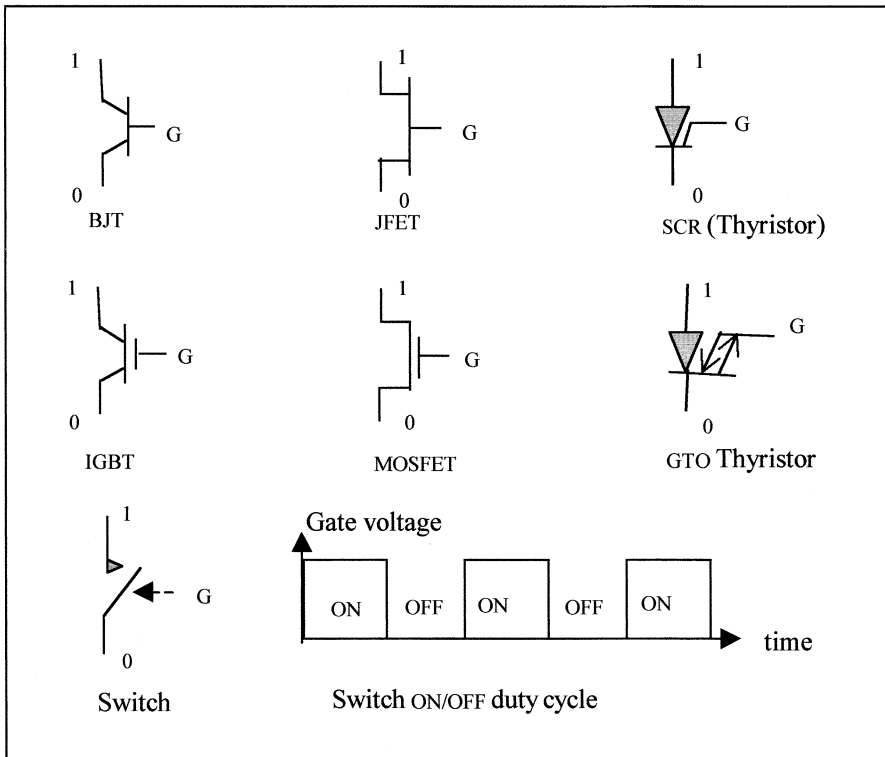 1
G
0
BJT
1
G
0
JFET
1
G
0
SCR (Thyristor)
1
G
0
IGBT
1
G
0
MOSFET
1
G
0
GTO Thyristor
1
G
0
Switch
Gate voltage
ON OFF ON OFF ON
time
Switch ON/OFF duty cycle